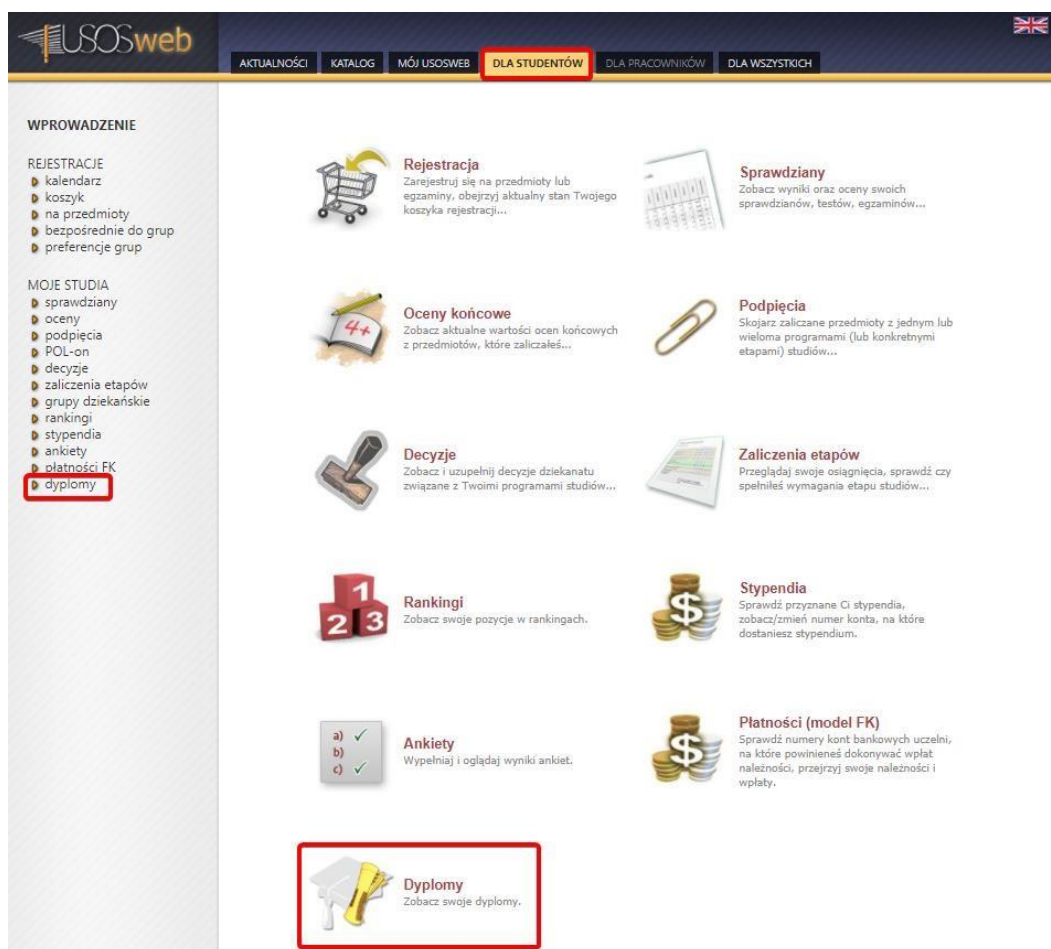 USOSweb
AKTUALNOŚCI KATALOG MÓJ USOSWEB DLA STUDENTÓW DLA PRACOWNIKÓW DLA WSZYSTKICH
WPROWADZENIE
REJESTRACJE
kalendarz
koszyk
na przedmioty
bezpośrednie do grup
preferencje grup
MOJE STUDIA
sprawdziany
oceny
podpięcia
POL-on
decyzje
zaliczenia etapów
grupy dziekańskie
rankingi
stypendia
ankiety
płatności FK
dyplomy
Rejestracja
Zarejestruj się na przedmioty lub
egzaminy, obejrzyj aktualny stan Twojego
koszyka rejestracji...
Sprawdziany
Zobacz wyniki oraz oceny swoich
sprawdzianów, testów, egzaminów...
4+
Oceny końcowe
Zobacz aktualne wartości ocen końcowych
z przedmiotów, które zaliczałeś...
Podpięcia
Skojarz zaliczane przedmioty z jednym lub
wieloma programami (lub konkretnymi
etapami) studiów...
Decyzje
Zobacz i uzupełnij decyzje dziekanatu
związane z Twoimi programami studiów...
Zaliczenia etapów
Przeglądaj swoje osiągnięcia, sprawdź czy
spełniłeś wymagania etapu studiów...
1
2 3
Rankingi
Zobacz swoje pozycje w rankingach.
$
Stypendia
Sprawdź przyznane Ci stypendia,
zobacz/zmień numer konta, na które
dostaniesz stypendium.
a) ✓
b)
c) ✓
Ankiety
Wypełniaj i oglądaj wyniki ankiet.
$
Płatności (model FK)
Sprawdź numery kont bankowych uczelni,
na które powinieneś dokonywać wpłat
należności, przejrzyj swoje należności i
wpłaty.
Dyplomy
Zobacz swoje dyplomy.